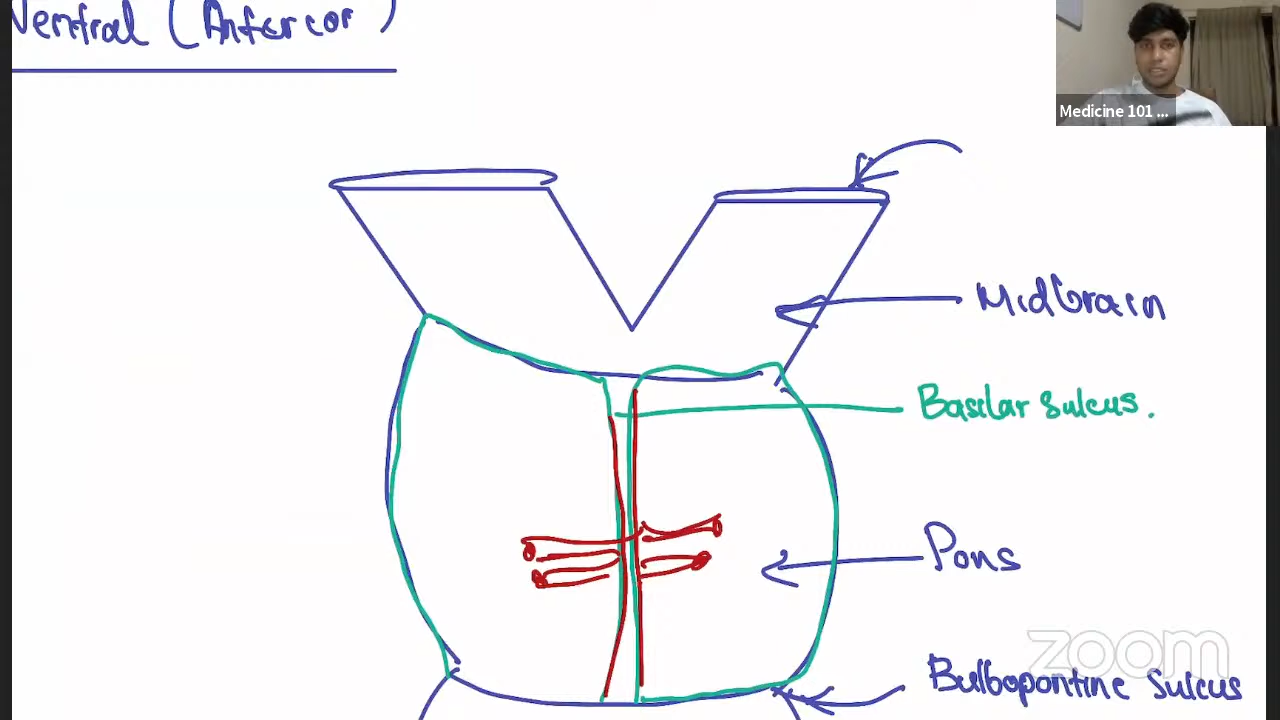 Ventral (Anterior)
Medicine 101 ...
Midbrain
Basilar Sulcus.
Pons
zoom
Bulbopontine Sulcus